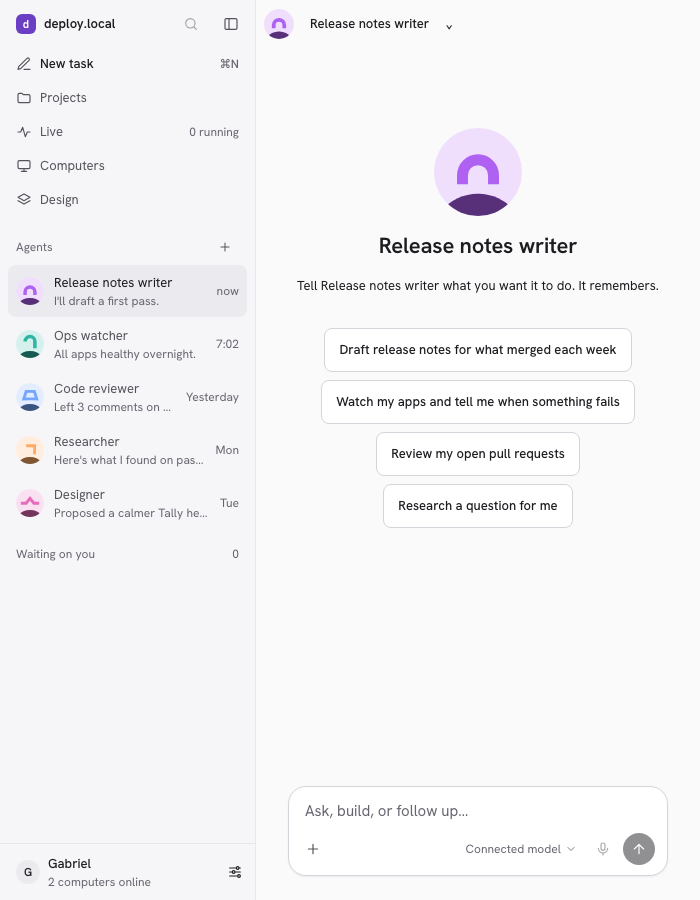 d deploy.local
New task ⌘N
Projects
Live 0 running
Computers
Design
Agents
Release notes writer
I'll draft a first pass.
now
Ops watcher
All apps healthy overnight.
7:02
Code reviewer
Left 3 comments on ...
Yesterday
Researcher
Here's what I found on pas...
Mon
Designer
Proposed a calmer Tally he...
Tue
Waiting on you 0
G
Gabriel
2 computers online
Release notes writer
Release notes writer
Tell Release notes writer what you want it to do. It remembers.
Draft release notes for what merged each week
Watch my apps and tell me when something fails
Review my open pull requests
Research a question for me
Ask, build, or follow up...
Connected model